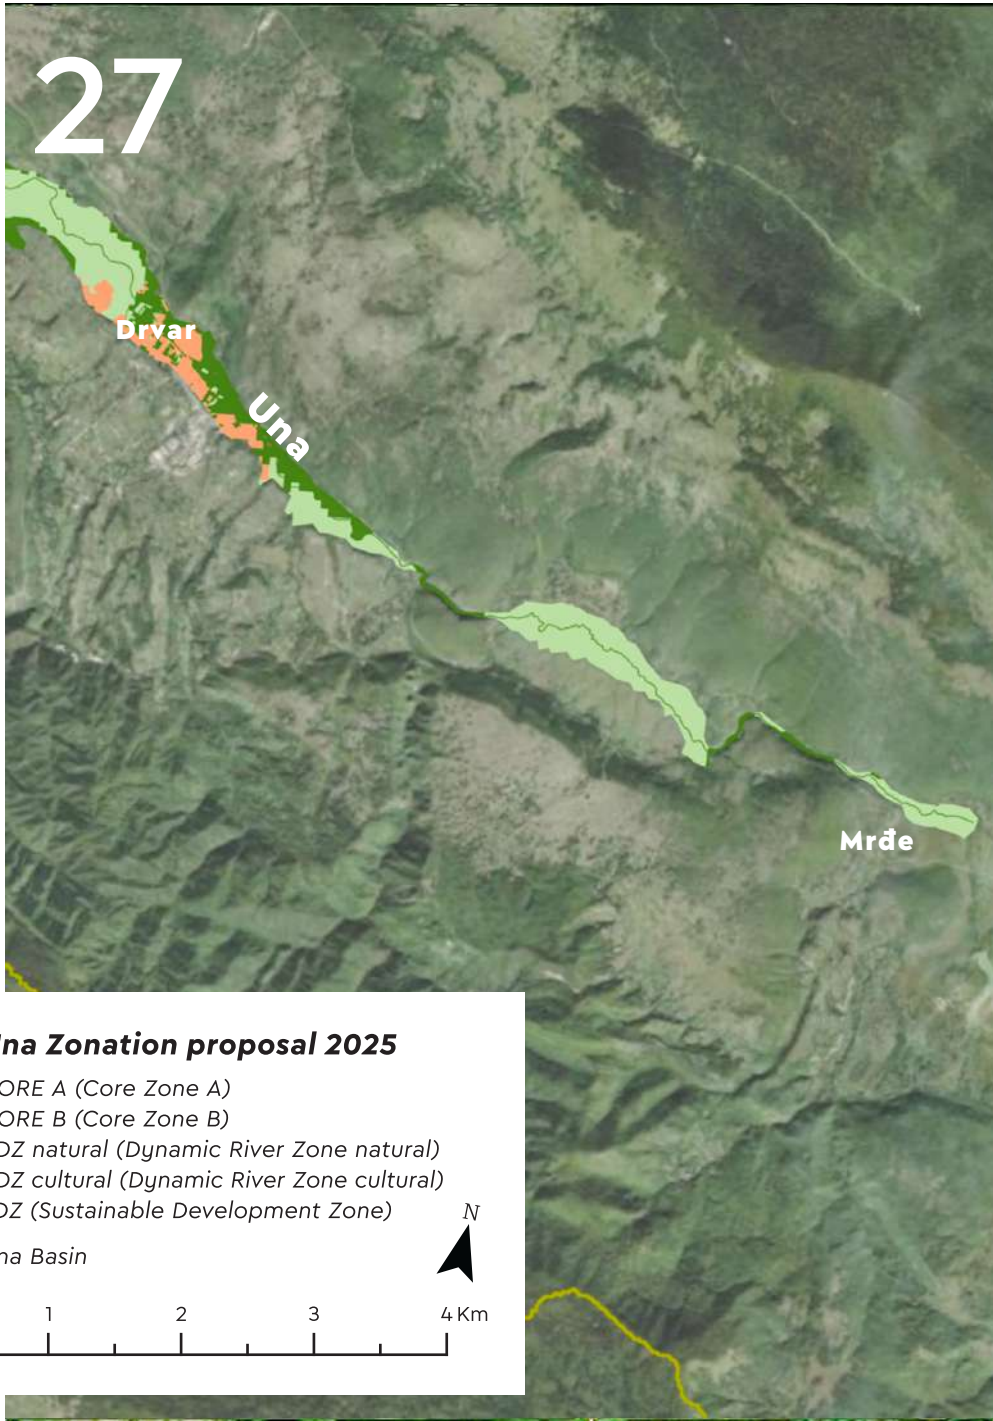 27
Drvar
Una
Mrđe
na Zonation proposal 2025
ORE A (Core Zone A)
ORE B (Core Zone B)
DZ natural (Dynamic River Zone natural)
DZ cultural (Dynamic River Zone cultural)
DZ (Sustainable Development Zone)
na Basin
N
1 2 3 4 Km